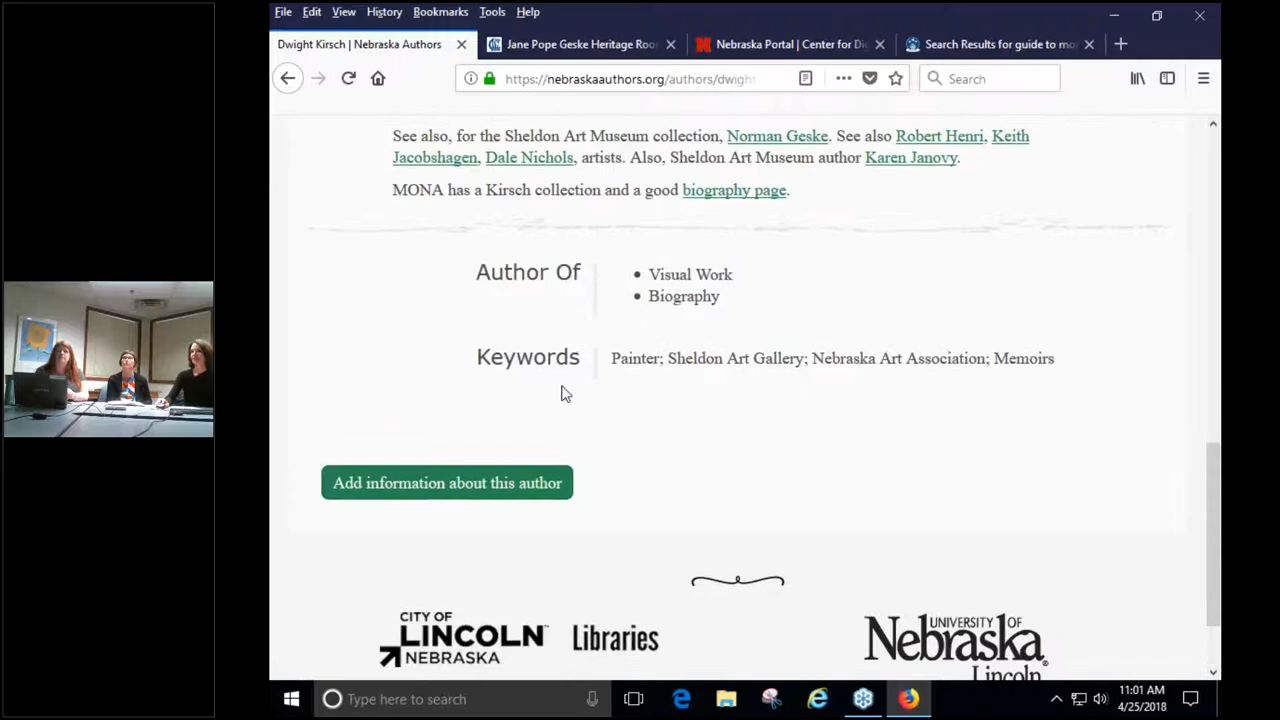 File Edit View History Bookmarks Tools Help
Dwight Kirsch | Nebraska Authors
Jane Pope Geske Heritage Roo
Nebraska Portal | Center for Di
Search Results for guide to mo
https://nebraskaauthors.org/authors/dwight
Search
See also, for the Sheldon Art Museum collection, Norman Geske. See also Robert Henri, Keith
Jacobshagen, Dale Nichols, artists. Also, Sheldon Art Museum author Karen Janovy.
MONA has a Kirsch collection and a good biography page.
Author Of
• Visual Work
• Biography
Keywords
Painter; Sheldon Art Gallery; Nebraska Art Association; Memoirs
Add information about this author
CITY OF
LINCOLN
NEBRASKA
Libraries
UNIVERSITY OF
Nebraska
Lincoln
Type here to search
11:01 AM
4/25/2018